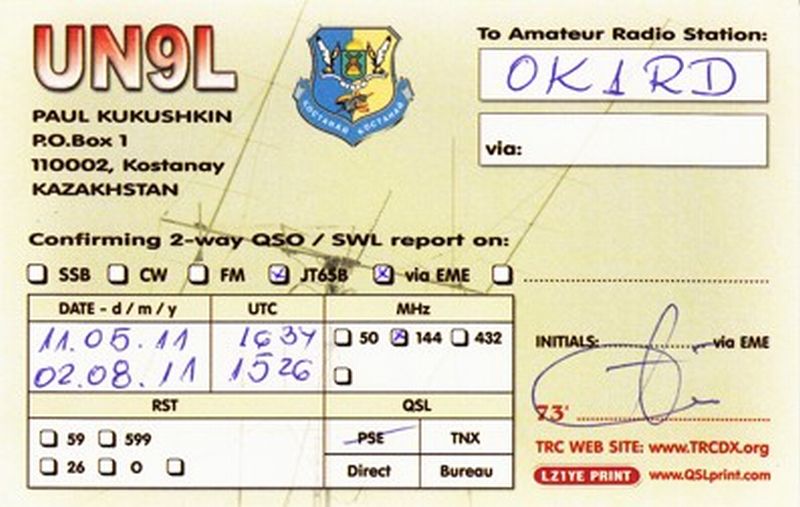 UN9L
PAUL KUKUSHKIN
P.O.Box 1
110002, Kostanay
KAZAKHSTAN
КОСТАНАЙ КОСТАНАЙ
To Amateur Radio Station:
OK1RD
via:
Confirming 2-way QSO / SWL report on:
SSB CW FM JT65B via EME
DATE - d / m / y UTC MHz
11.05.11 1634 50 144 432
02.08.11 1526
RST QSL
59 599 PSE TNX
26 O Direct Bureau
INITIALS: via EME
73'
TRC WEB SITE: www.TRCDX.org
LZ1YE PRINT www.QSLprint.com